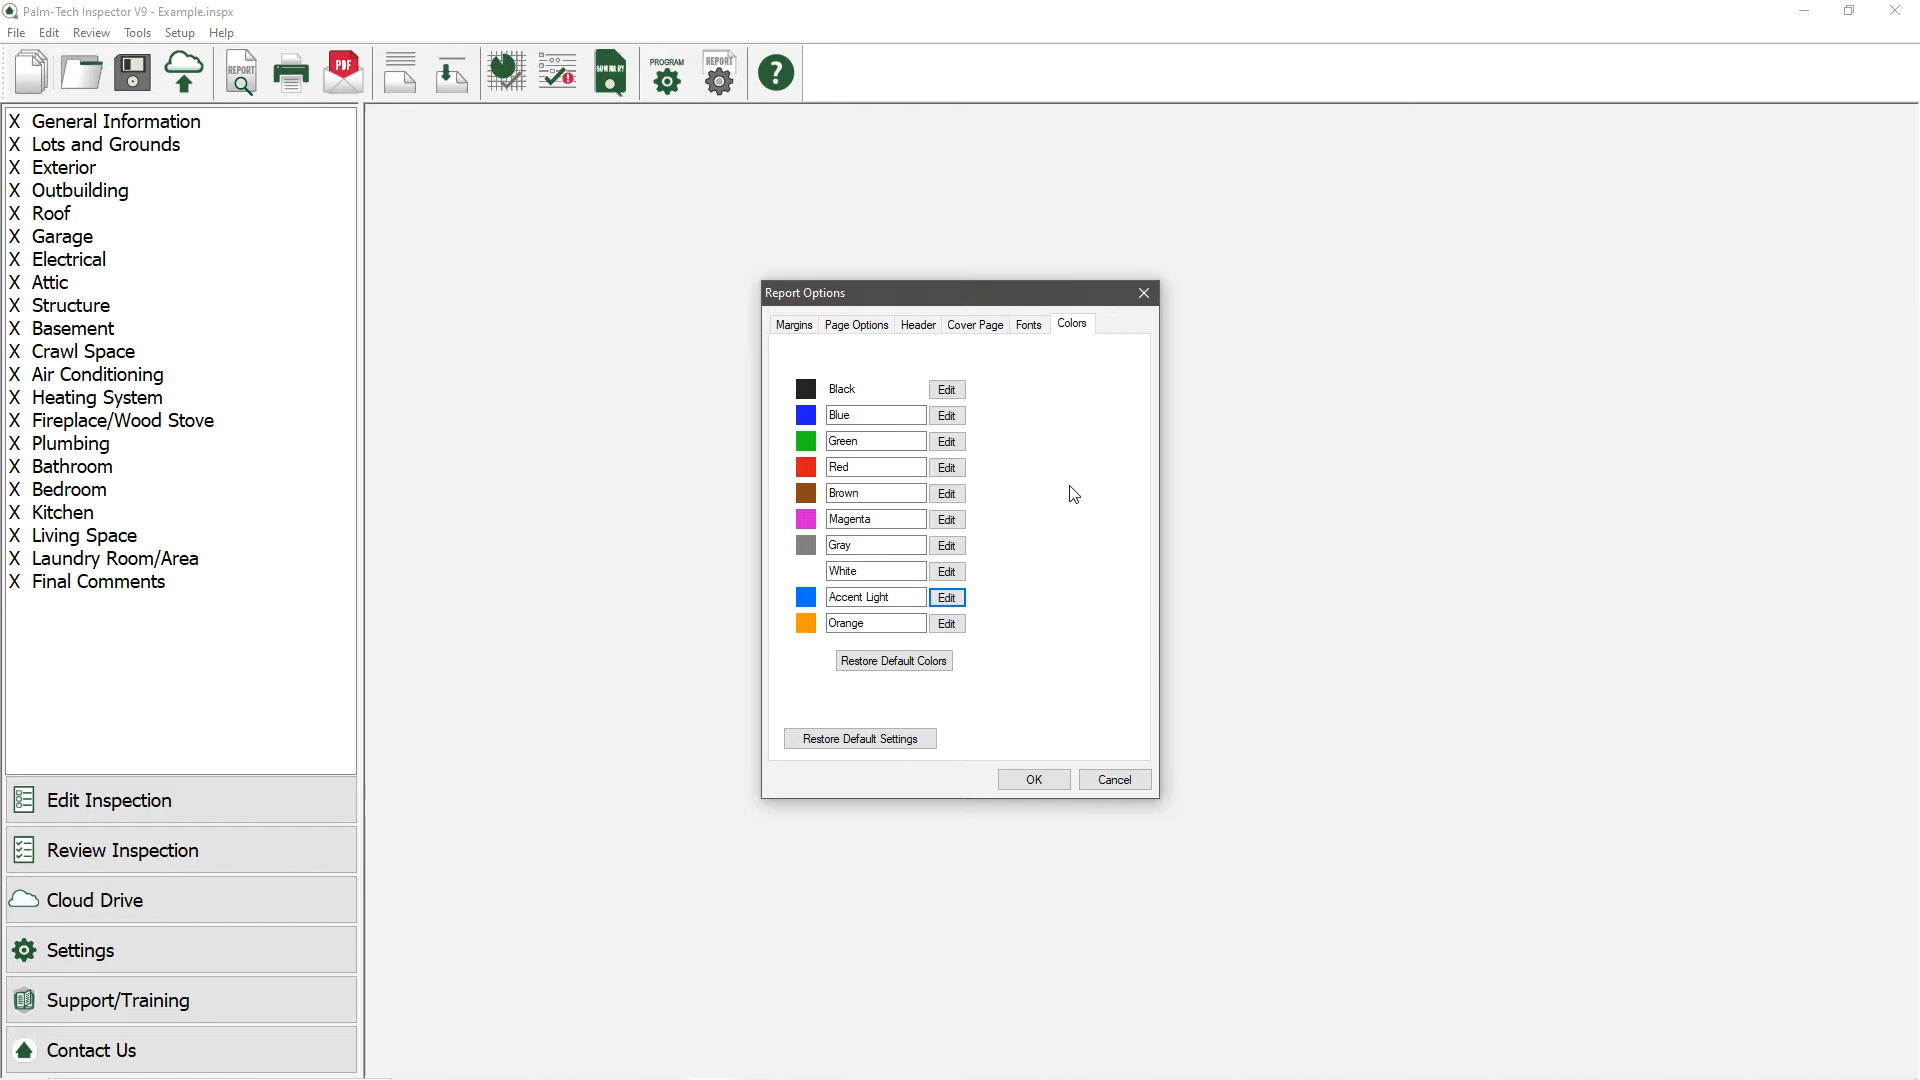 Palm-Tech Inspector V9 - Example.inspx
File Edit Review Tools Setup Help
REPORT
PDF
SUMMARY
PROGRAM
REPORT
?
X General Information
X Lots and Grounds
X Exterior
X Outbuilding
X Roof
X Garage
X Electrical
X Attic
X Structure
X Basement
X Crawl Space
X Air Conditioning
X Heating System
X Fireplace/Wood Stove
X Plumbing
X Bathroom
X Bedroom
X Kitchen
X Living Space
X Laundry Room/Area
X Final Comments
Edit Inspection
Review Inspection
Cloud Drive
Settings
Support/Training
Contact Us
Report Options
Margins Page Options Header Cover Page Fonts Colors
Black Edit
Blue Edit
Green Edit
Red Edit
Brown Edit
Magenta Edit
Gray Edit
White Edit
Accent Light Edit
Orange Edit
Restore Default Colors
Restore Default Settings
OK Cancel